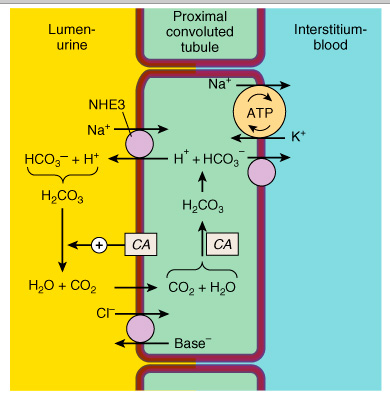 Lumen-
urine
Proximal
convoluted
tubule
Interstitium-
blood
Na⁺
ATP
K⁺
NHE3
Na⁺
HCO₃⁻ + H⁺
H⁺ + HCO₃⁻
H₂CO₃
H₂CO₃
+
CA
CA
H₂O + CO₂
CO₂ + H₂O
Cl⁻
Base⁻